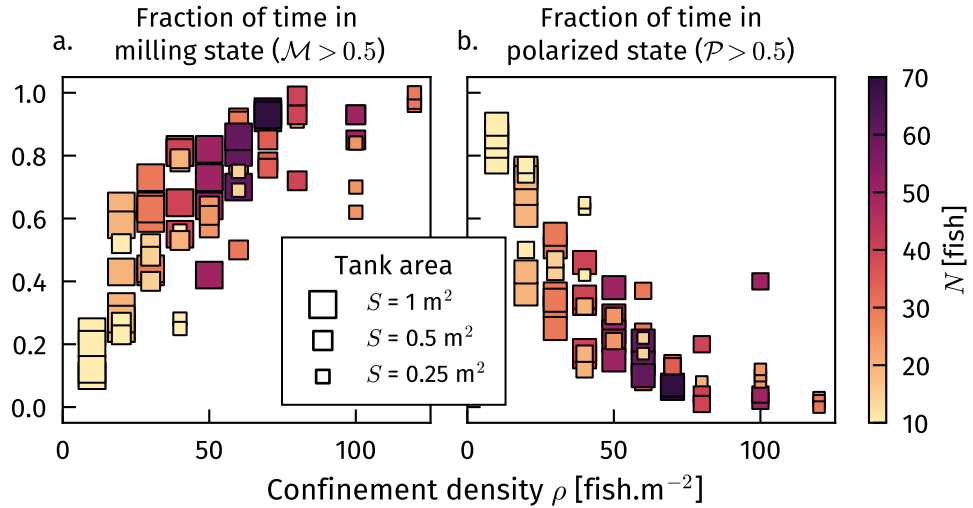 a.
Fraction of time in
milling state (ℳ > 0.5)
b.
Fraction of time in
polarized state (𝒫 > 0.5)
1.0
0.8
0.6
0.4
0.2
0.0
0
50
100
0
50
100
Tank area
S = 1 m²
S = 0.5 m²
S = 0.25 m²
70
60
50
40
30
20
10
N [fish]
Confinement density ρ [fish.m⁻²]